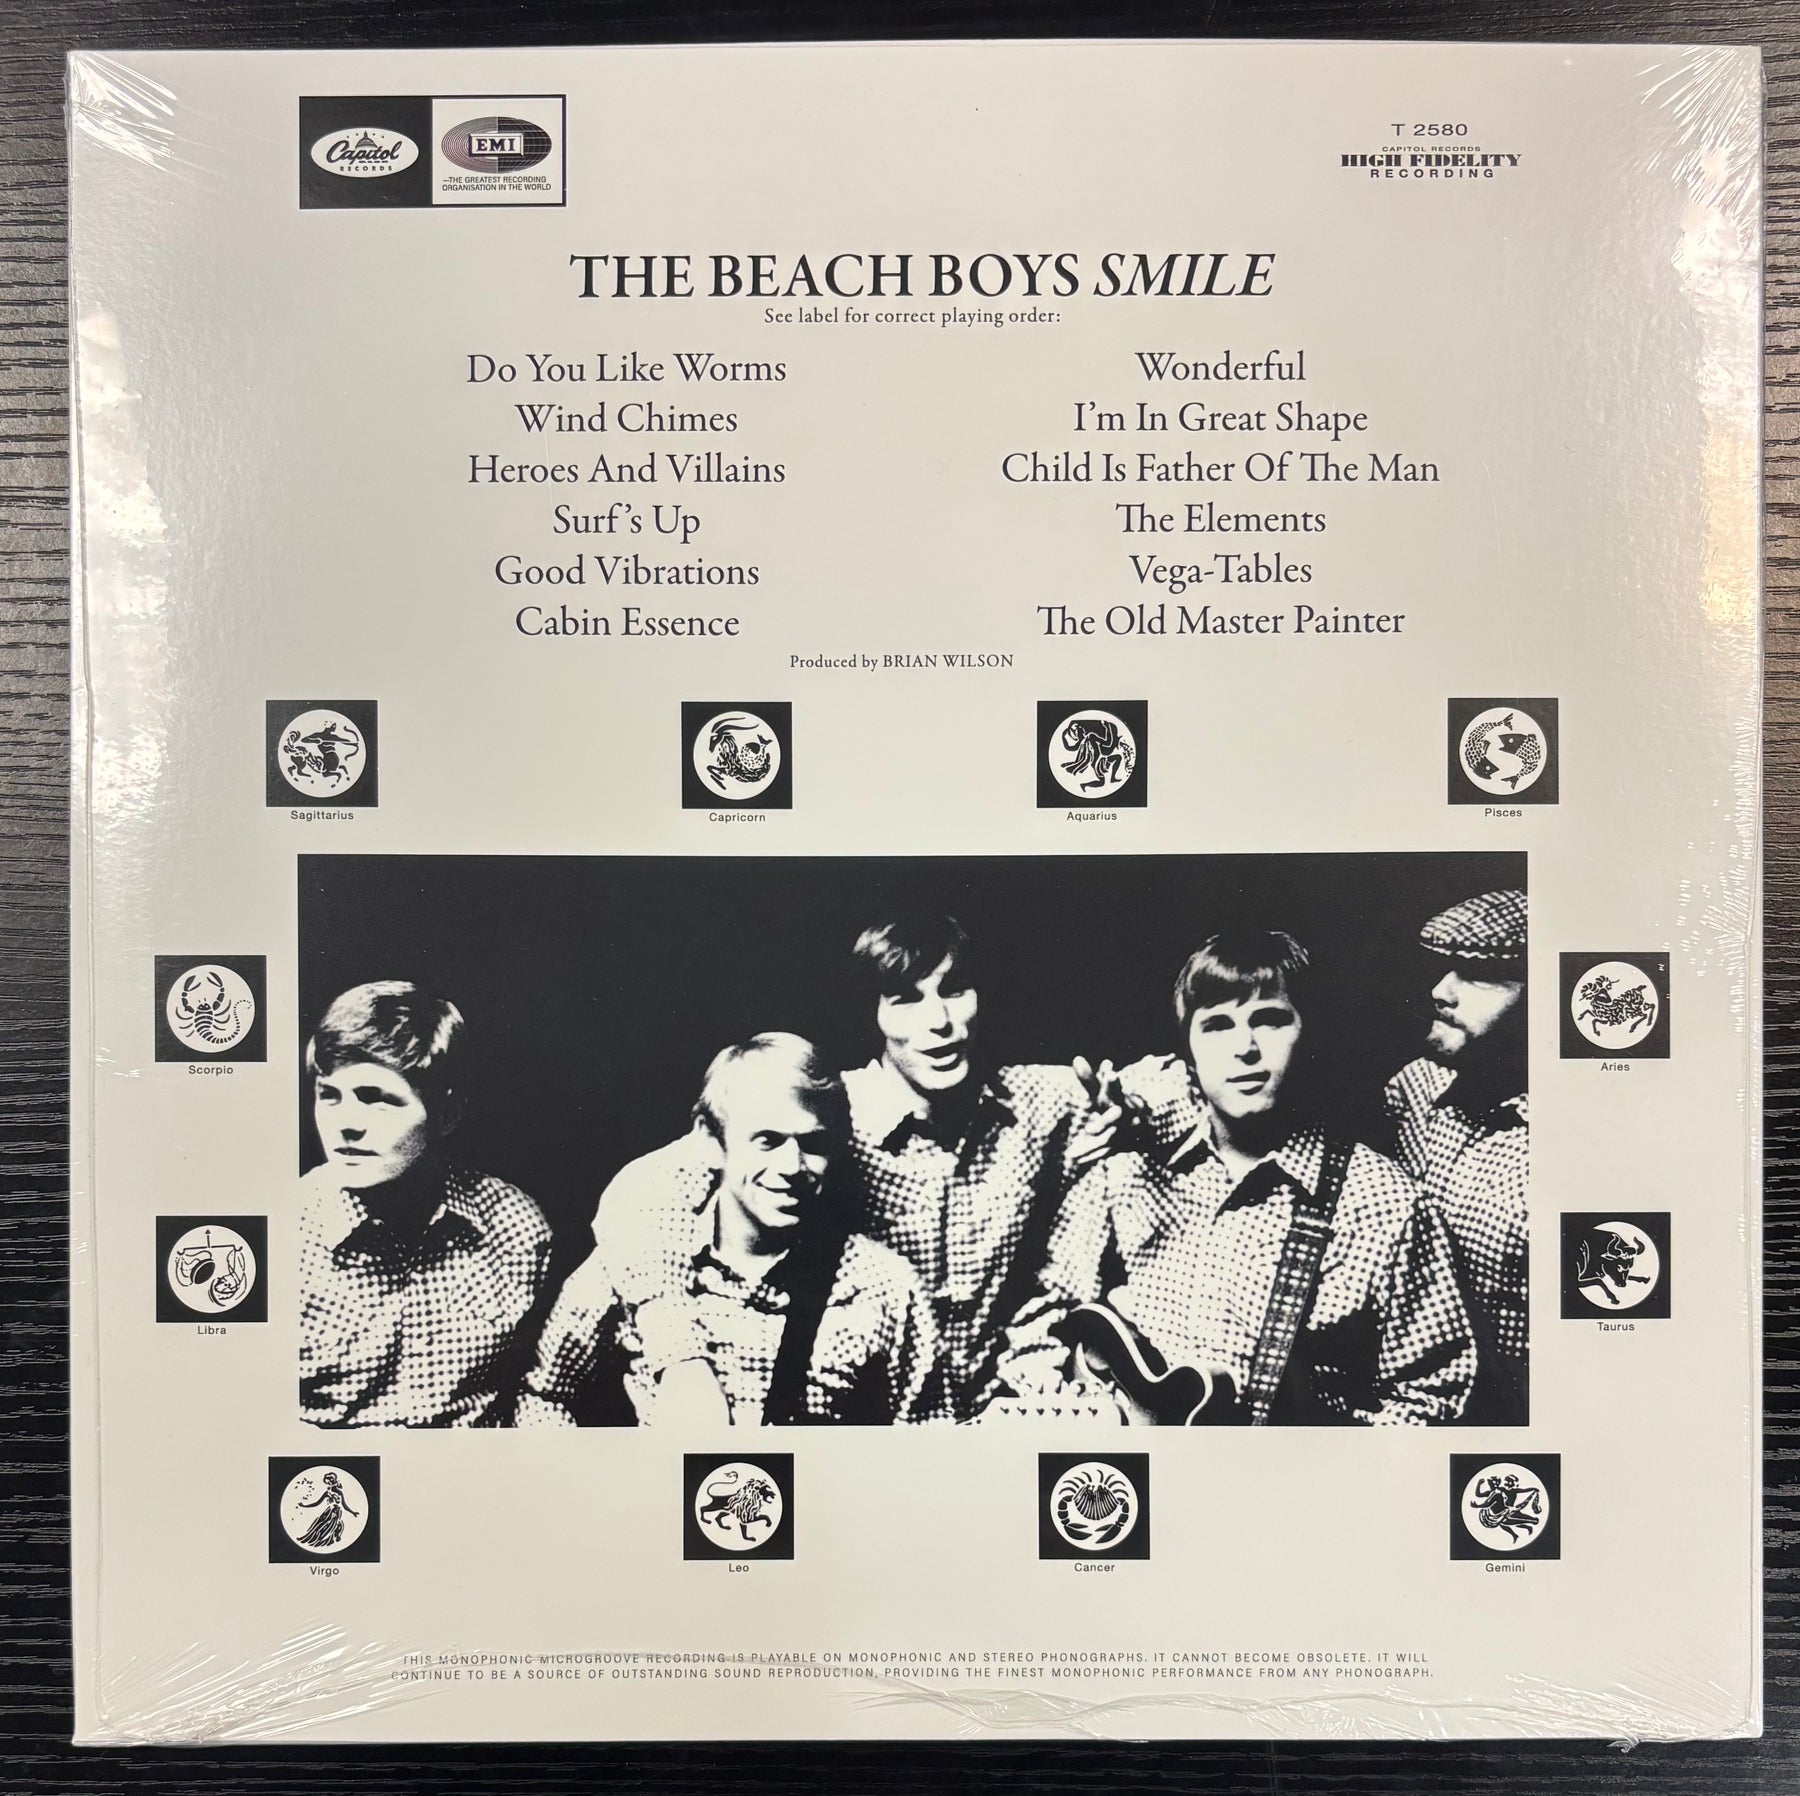 Capitol
RECORDS
EMI
—THE GREATEST RECORDING
ORGANISATION IN THE WORLD
T 2580
CAPITOL RECORDS
HIGH FIDELITY
RECORDING
THE BEACH BOYS SMILE
See label for correct playing order:
Do You Like Worms
Wind Chimes
Heroes And Villains
Surf's Up
Good Vibrations
Cabin Essence
Wonderful
I'm In Great Shape
Child Is Father Of The Man
The Elements
Vega-Tables
The Old Master Painter
Produced by BRIAN WILSON
Sagittarius
Capricorn
Aquarius
Pisces
Scorpio
Aries
Libra
Taurus
Virgo
Leo
Cancer
Gemini
THIS MONOPHONIC MICROGROOVE RECORDING IS PLAYABLE ON MONOPHONIC AND STEREO PHONOGRAPHS. IT CANNOT BECOME OBSOLETE. IT WILL
CONTINUE TO BE A SOURCE OF OUTSTANDING SOUND REPRODUCTION, PROVIDING THE FINEST MONOPHONIC PERFORMANCE FROM ANY PHONOGRAPH.